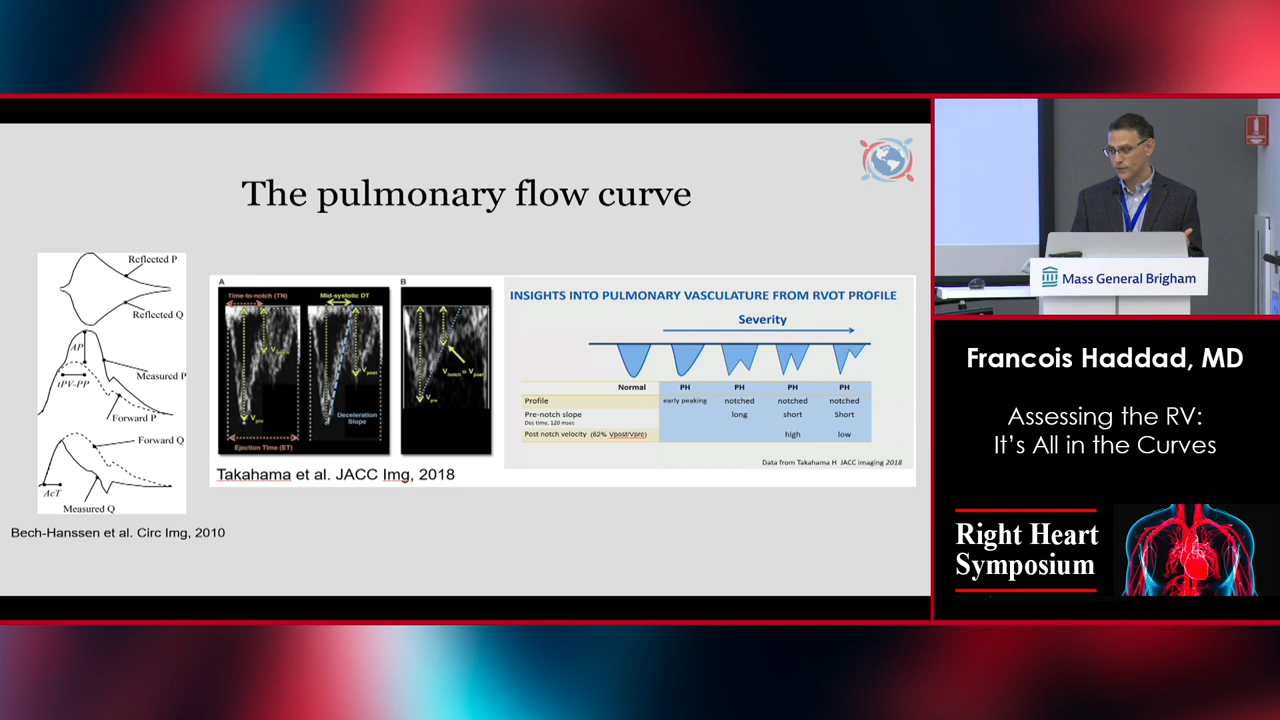 The pulmonary flow curve
Reflected P
Reflected Q
AP
Measured P
tPV-PP
Forward P
Forward Q
AcT
Measured Q
Bech-Hanssen et al. Circ Img, 2010
A
Time-to-notch (TN)
Mid-systolic DT
V post
V pre
Deceleration
Slope
Ejection Time (ET)
B
V notch = V post
V pre
Takahama et al. JACC Img, 2018
INSIGHTS INTO PULMONARY VASCULATURE FROM RVOT PROFILE
Severity
Normal PH PH PH PH
Profile early peaking notched notched notched
Pre-notch slope long short Short
Dec time, 120 msec
Post notch velocity (62% Vpost/Vpre) high low
Data from Takahama H JACC imaging 2018
Mass General Brigham
Francois Haddad, MD
Assessing the RV:
It’s All in the Curves
Right Heart
Symposium